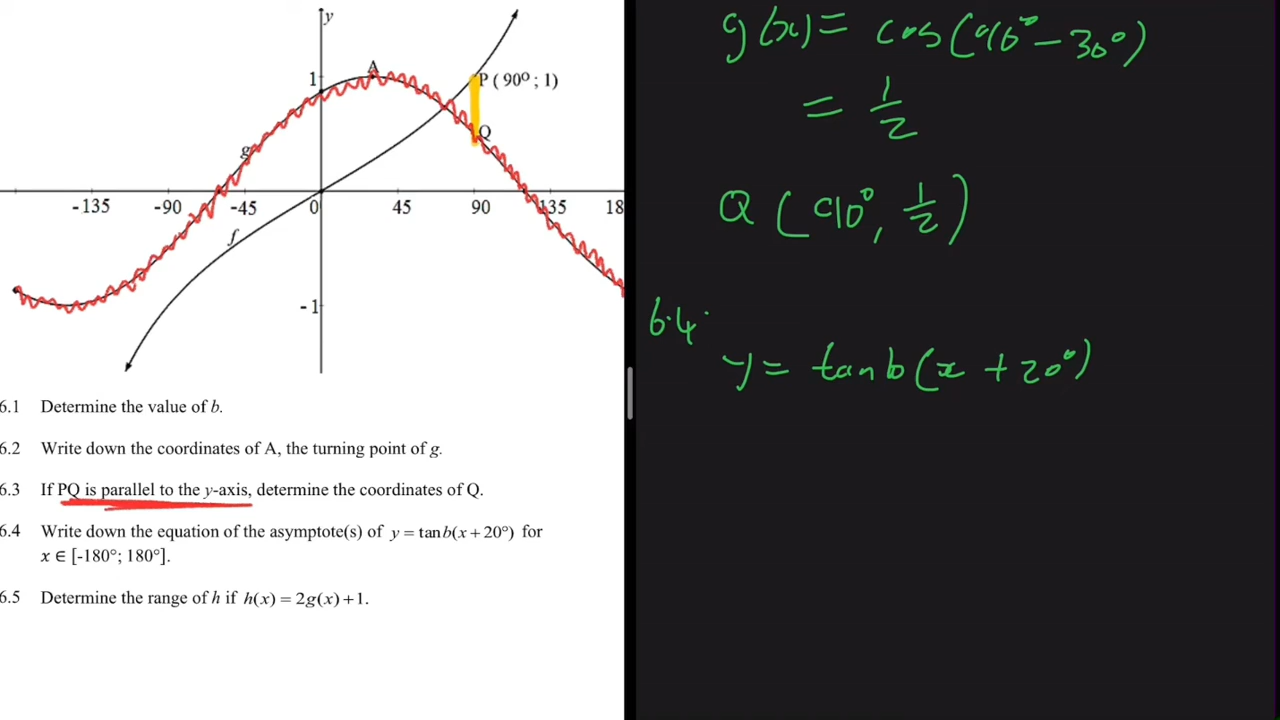 y
1
A
P ( 90° ; 1)
Q
g
-135 -90 -45 0 45 90 135 18
f
- 1
6.1 Determine the value of b.
6.2 Write down the coordinates of A, the turning point of g.
6.3 If PQ is parallel to the y-axis, determine the coordinates of Q.
6.4 Write down the equation of the asymptote(s) of y = tan b(x + 20°) for
x ∈ [-180°; 180°].
6.5 Determine the range of h if h(x) = 2g(x) + 1.
g(x) = cos(90° - 30°)
= 1/2
Q (90°, 1/2)
6.4.
y = tan b(x + 20°)